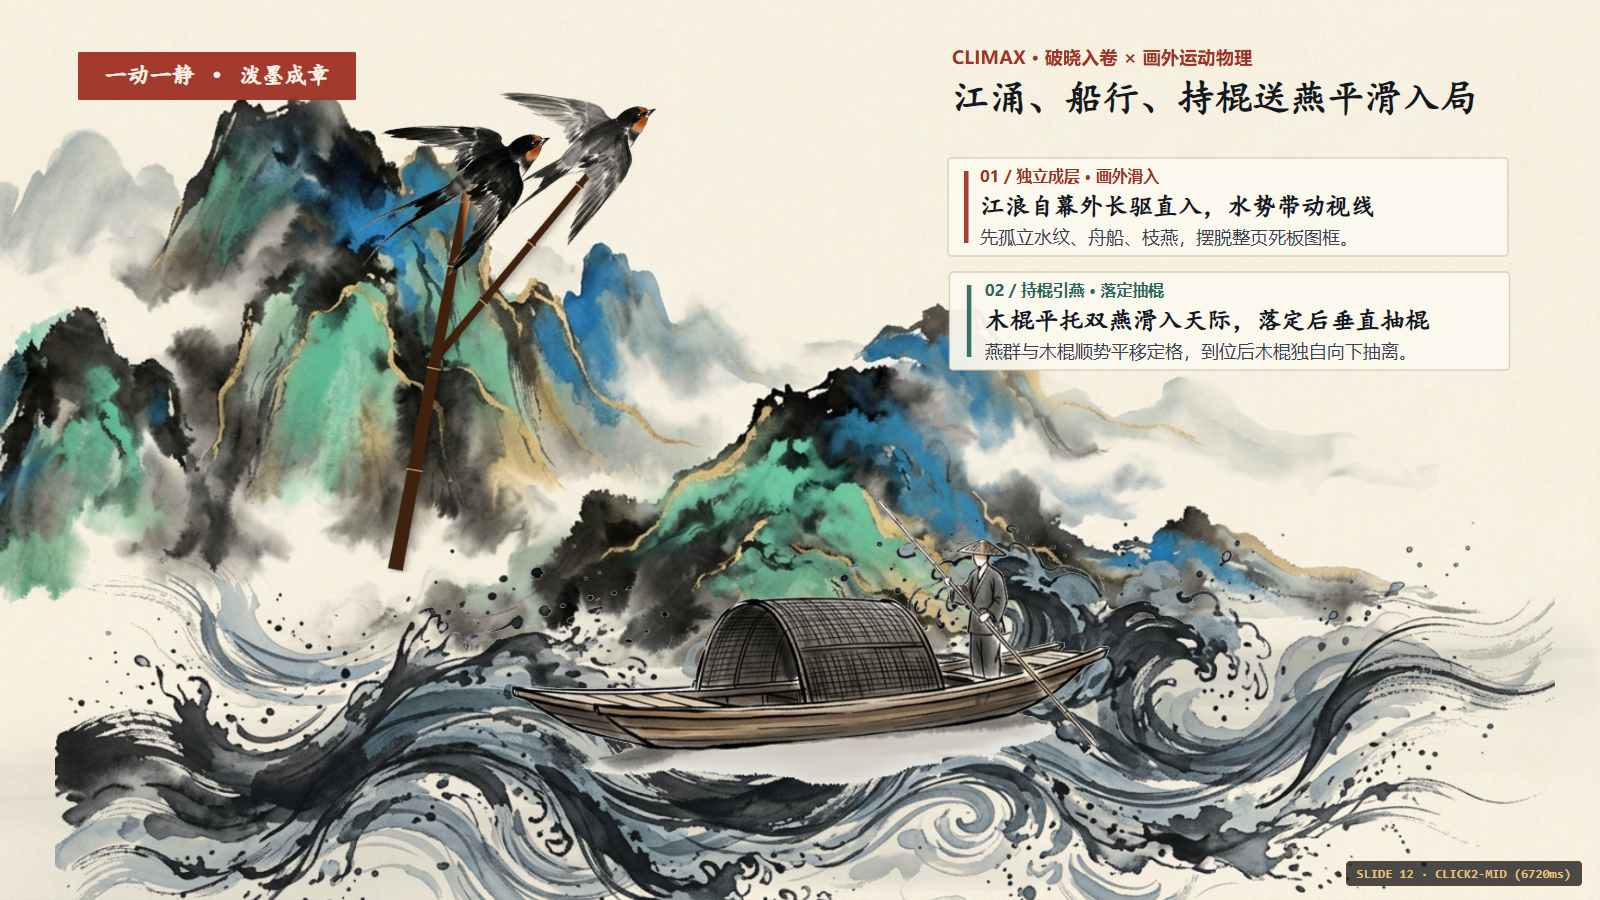 一动一静 • 泼墨成章
CLIMAX • 破晓入卷 × 画外运动物理
江涌、船行、持棍送燕平滑入局
01 / 独立成层 • 画外滑入
江浪自幕外长驱直入，水势带动视线
先孤立水纹、舟船、枝燕，摆脱整页死板图框。
02 / 持棍引燕 • 落定抽棍
木棍平托双燕滑入天际，落定后垂直抽棍
燕群与木棍顺势平移定格，到位后木棍独自向下抽离。
SLIDE 12 · CLICK2-MID (6720ms)